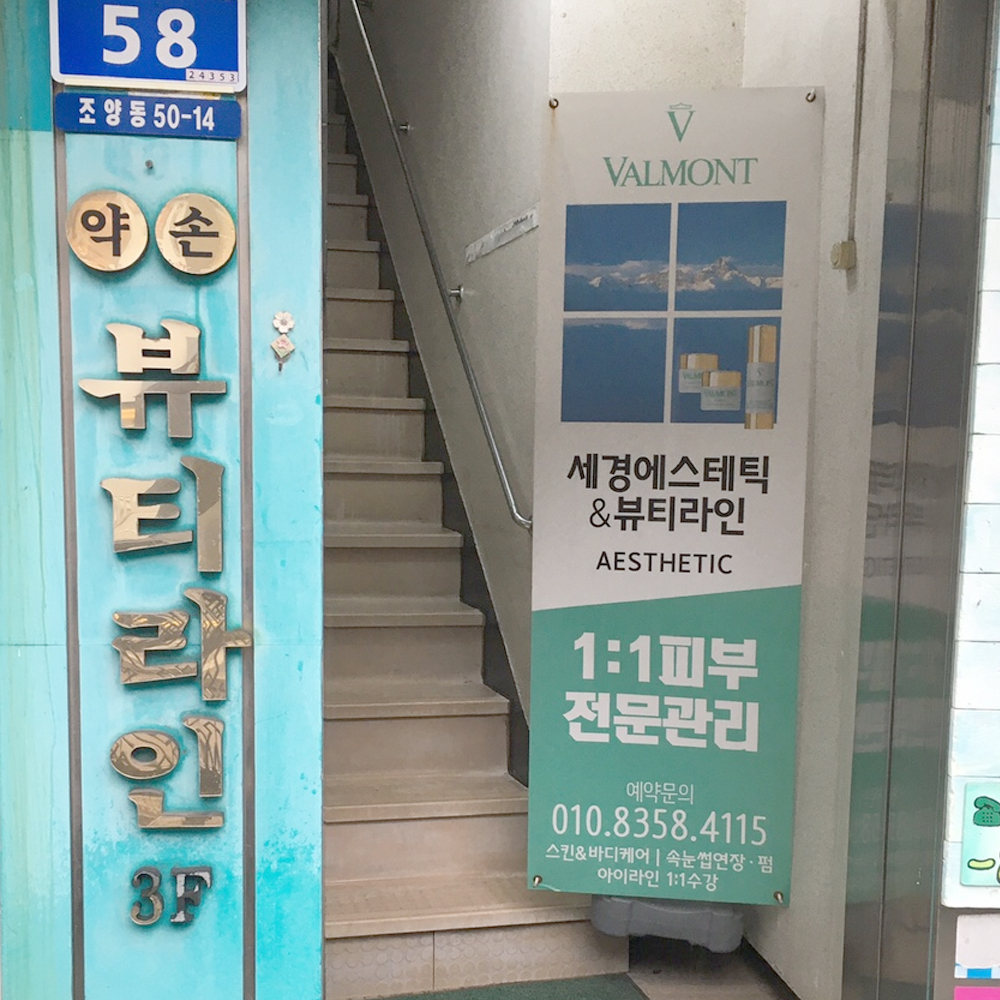 58
24353
조양동 50-14
약손
뷰티라인
3F
V
VALMONT
V
VALMONT
VALMONT
세경에스테틱
&뷰티라인
AESTHETIC
1:1피부
전문관리
예약문의
010.8358.4115
스킨&바디케어 | 속눈썹연장·펌
아이라인 1:1수강